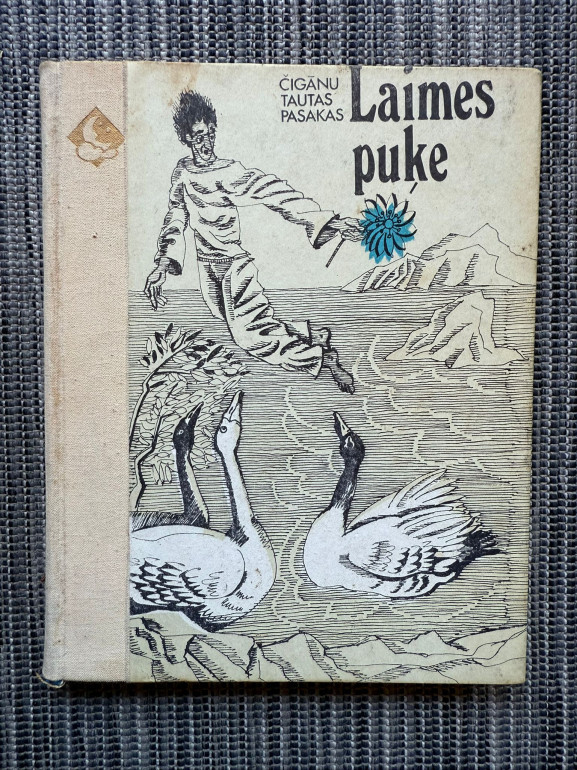 ČIGĀNU
TAUTAS
PASAKAS
Laimes
puķe